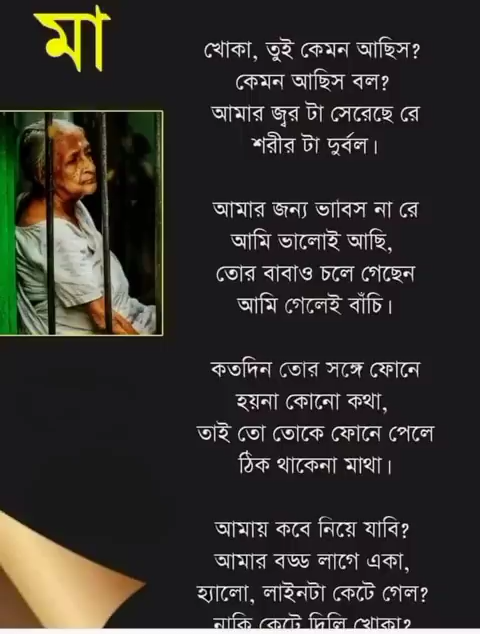 মা
খোকা, তুই কেমন আছিস?
কেমন আছিস বল?
আমার জ্বর টা সেরেছে রে
শরীর টা দুর্বল।
আমার জন্য ভাাবস না রে
আমি ভালোই আছি,
তোর বাবাও চলে গেছেন
আমি গেলেই বাঁচি।
কতদিন তোর সঙ্গে ফোনে
হয়না কোনো কথা,
তাই তো তোকে ফোনে পেলে
ঠিক থাকেনা মাথা।
আমায় কবে নিয়ে যাবি?
আমার বড্ড লাগে একা,
হ্যালো, লাইনটা কেটে গেল?
নাকি কেটে দিলি খোকা?